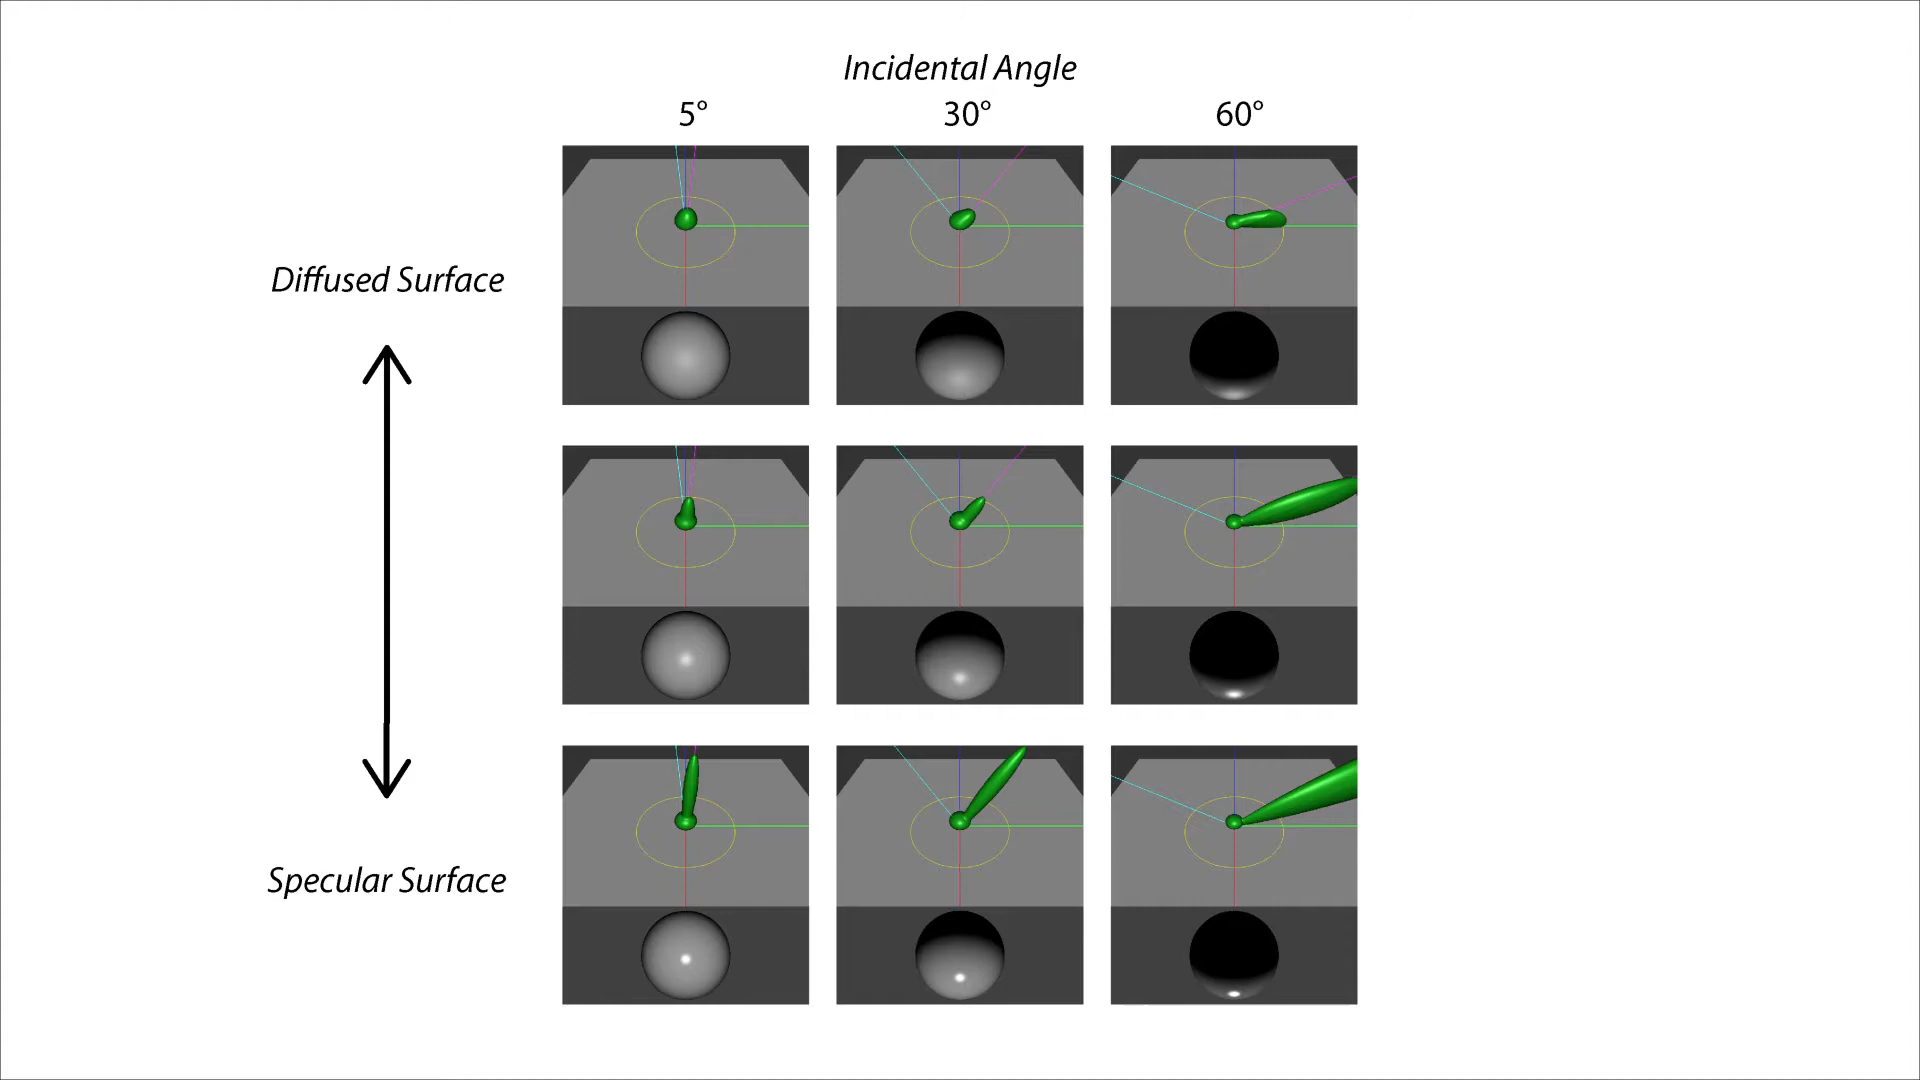 Incidental Angle
5°
30°
60°
Diffused Surface
Specular Surface